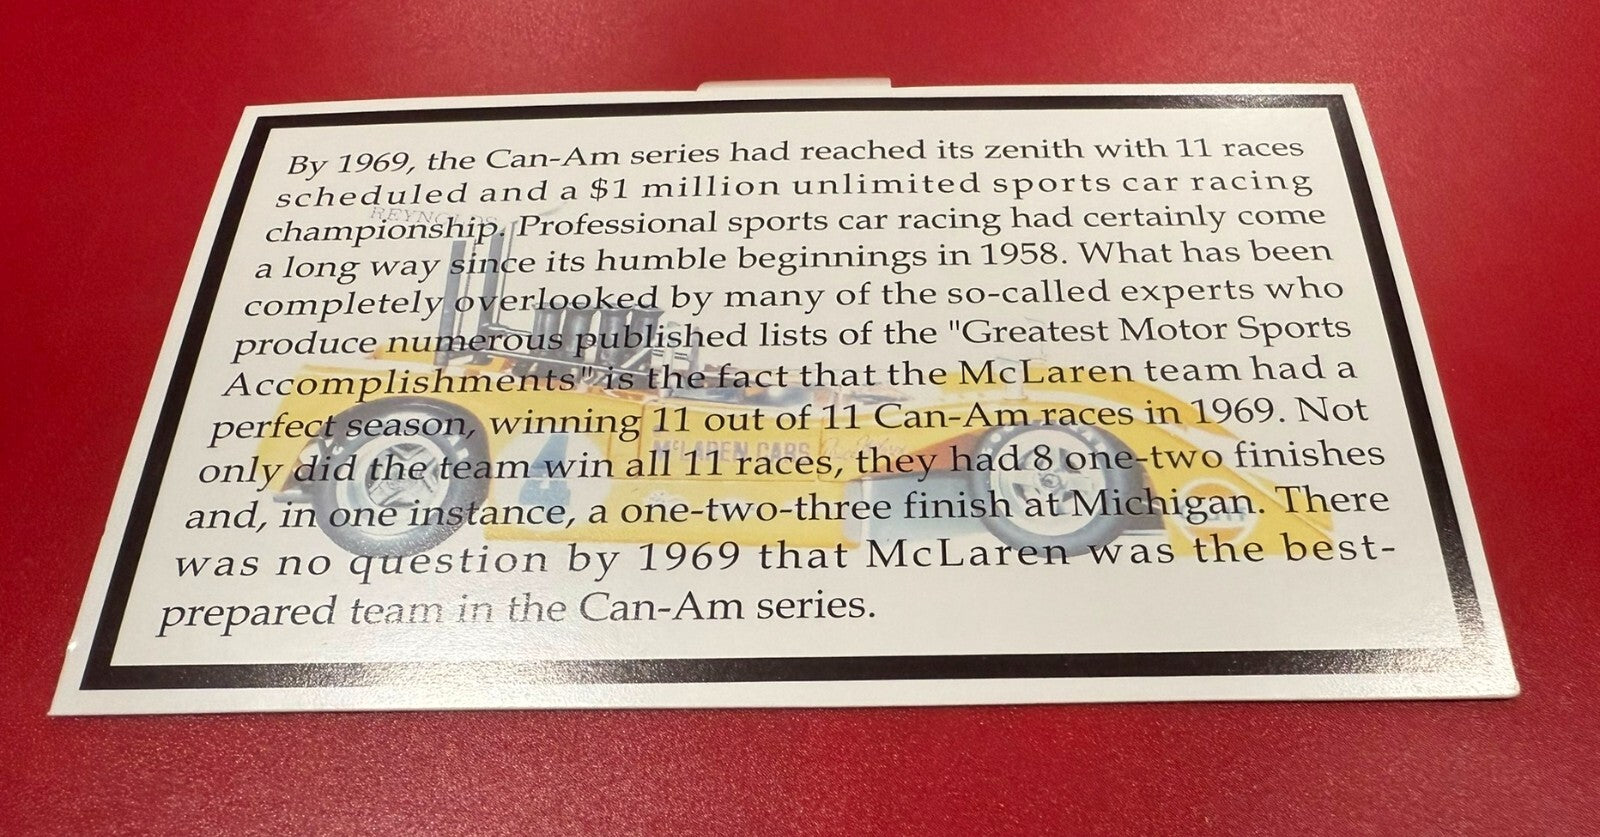 By 1969, the Can-Am series had reached its zenith with 11 races
scheduled and a $1 million unlimited sports car racing
championship. Professional sports car racing had certainly come
a long way since its humble beginnings in 1958. What has been
completely overlooked by many of the so-called experts who
produce numerous published lists of the "Greatest Motor Sports
Accomplishments" is the fact that the McLaren team had a
perfect season, winning 11 out of 11 Can-Am races in 1969. Not
only did the team win all 11 races, they had 8 one-two finishes
and, in one instance, a one-two-three finish at Michigan. There
was no question by 1969 that McLaren was the best-
prepared team in the Can-Am series.
REYNOLDS
McLAREN CARS
4